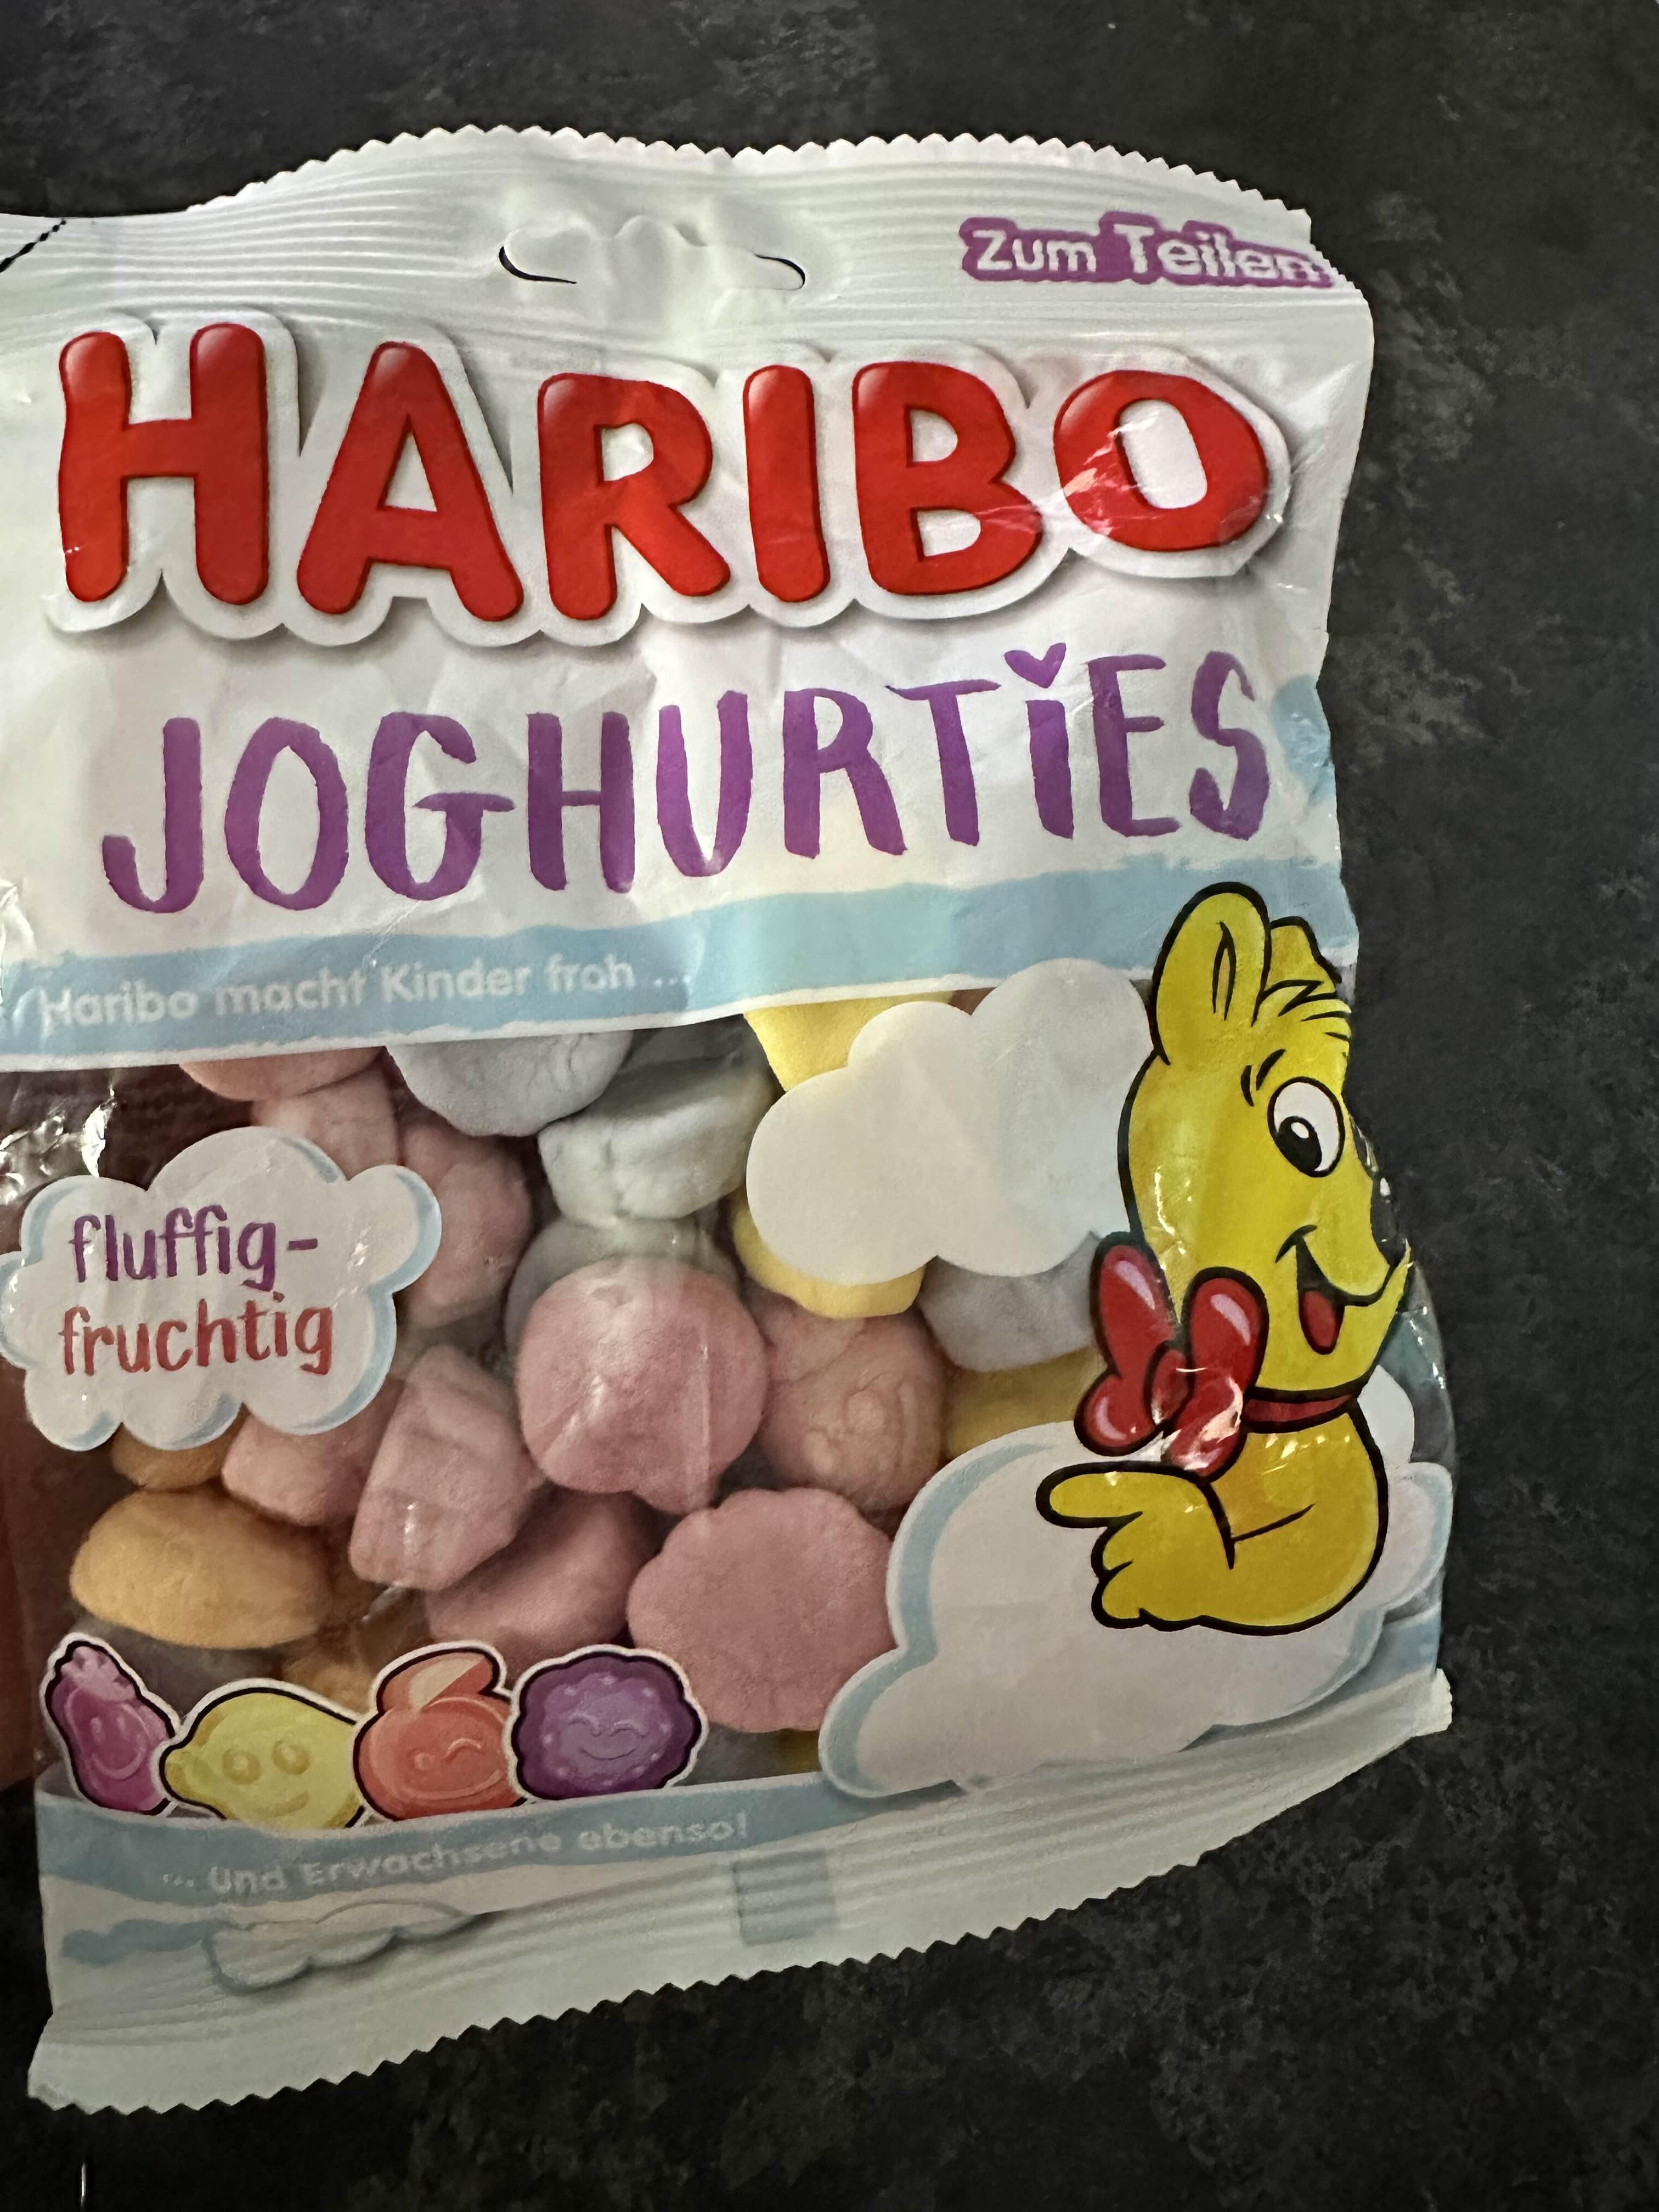 Zum Teilen
HARIBO
JOGHURTiES
Haribo macht Kinder froh ...
fluffig-
fruchtig
... und Erwachsene ebenso!